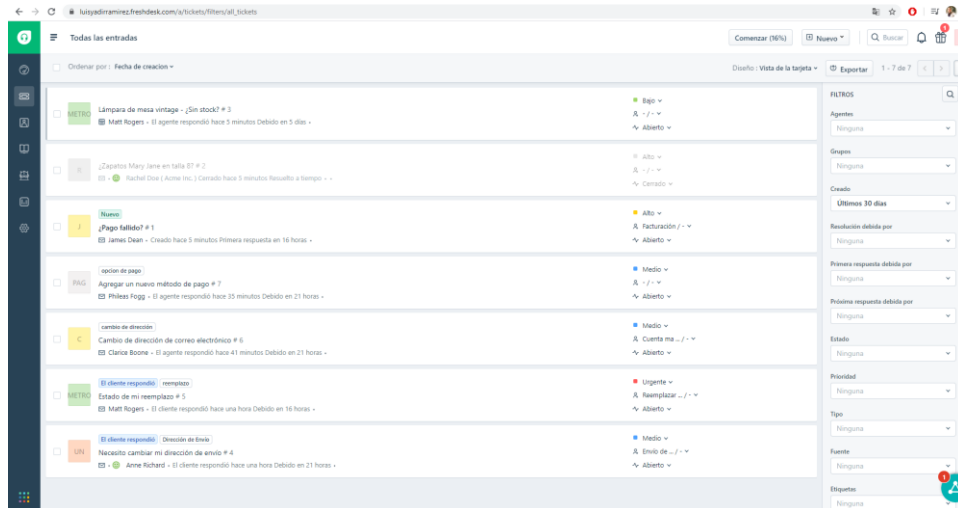 luisyadirramirez.freshdesk.com/a/tickets/filters/all_tickets
Todas las entradas
Comenzar (16%)
Nuevo
Buscar
Ordenar por : Fecha de creacion
Diseño : Vista de la tarjeta
Exportar
1 - 7 de 7
METRO
Lámpara de mesa vintage - ¿Sin stock? # 3
Matt Rogers • El agente respondió hace 5 minutos Debido en 5 días •
Bajo
- / -
Abierto
¿Zapatos Mary Jane en talla 8? # 2
Rachel Doe ( Acme Inc. ) Cerrado hace 5 minutos Resuelto a tiempo • •
Alto
- / -
Cerrado
Nuevo
¿Pago fallido? # 1
James Dean • Creado hace 5 minutos Primera respuesta en 16 horas •
Alto
Facturación / -
Abierto
opcion de pago
PAG
Agregar un nuevo método de pago # 7
Phileas Fogg • El agente respondió hace 35 minutos Debido en 21 horas •
Medio
- / -
Abierto
cambio de dirección
C
Cambio de dirección de correo electrónico # 6
Clarice Boone • El agente respondió hace 41 minutos Debido en 21 horas •
Medio
Cuenta ma ... / -
Abierto
El cliente respondió reemplazo
METRO
Estado de mi reemplazo # 5
Matt Rogers • El cliente respondió hace una hora Debido en 16 horas •
Urgente
Reemplazar ... / -
Abierto
El cliente respondió Dirección de Envío
UN
Necesito cambiar mi dirección de envío # 4
Anne Richard • El cliente respondió hace una hora Debido en 21 horas •
Medio
Envío de ... / -
Abierto
FILTROS
Agentes
Ninguna
Grupos
Ninguna
Creado
Últimos 30 días
Resolución debida por
Ninguna
Primera respuesta debida por
Ninguna
Próxima respuesta debida por
Ninguna
Estado
Ninguna
Prioridad
Ninguna
Tipo
Ninguna
Fuente
Ninguna
1
Etiquetas
Ninguna